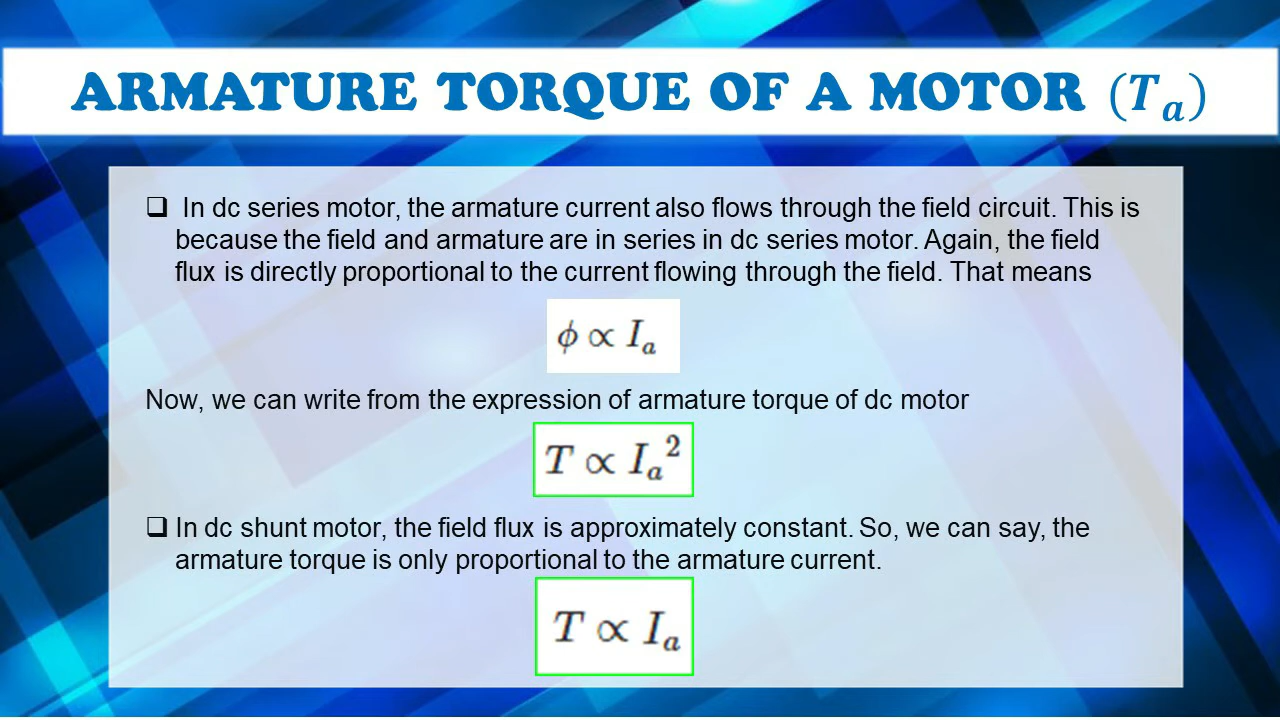 ARMATURE TORQUE OF A MOTOR (Tₐ)
❑ In dc series motor, the armature current also flows through the field circuit. This is
because the field and armature are in series in dc series motor. Again, the field
flux is directly proportional to the current flowing through the field. That means
ϕ ∝ Iₐ
Now, we can write from the expression of armature torque of dc motor
T ∝ Iₐ²
❑ In dc shunt motor, the field flux is approximately constant. So, we can say, the
armature torque is only proportional to the armature current.
T ∝ Iₐ